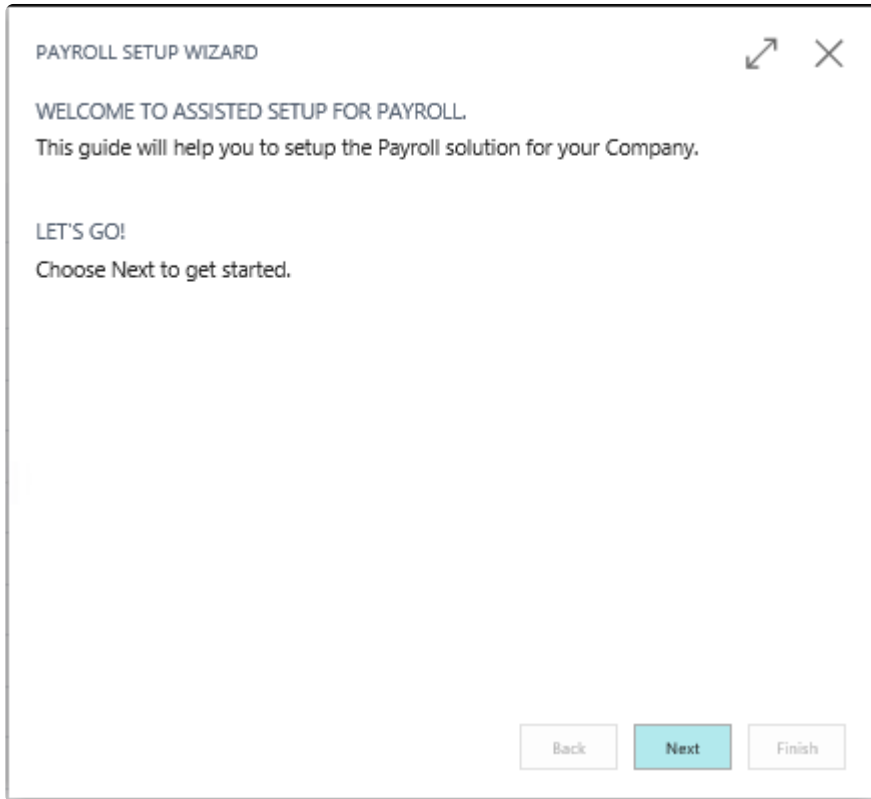 PAYROLL SETUP WIZARD
WELCOME TO ASSISTED SETUP FOR PAYROLL.
This guide will help you to setup the Payroll solution for your Company.
LET'S GO!
Choose Next to get started.
Back Next Finish